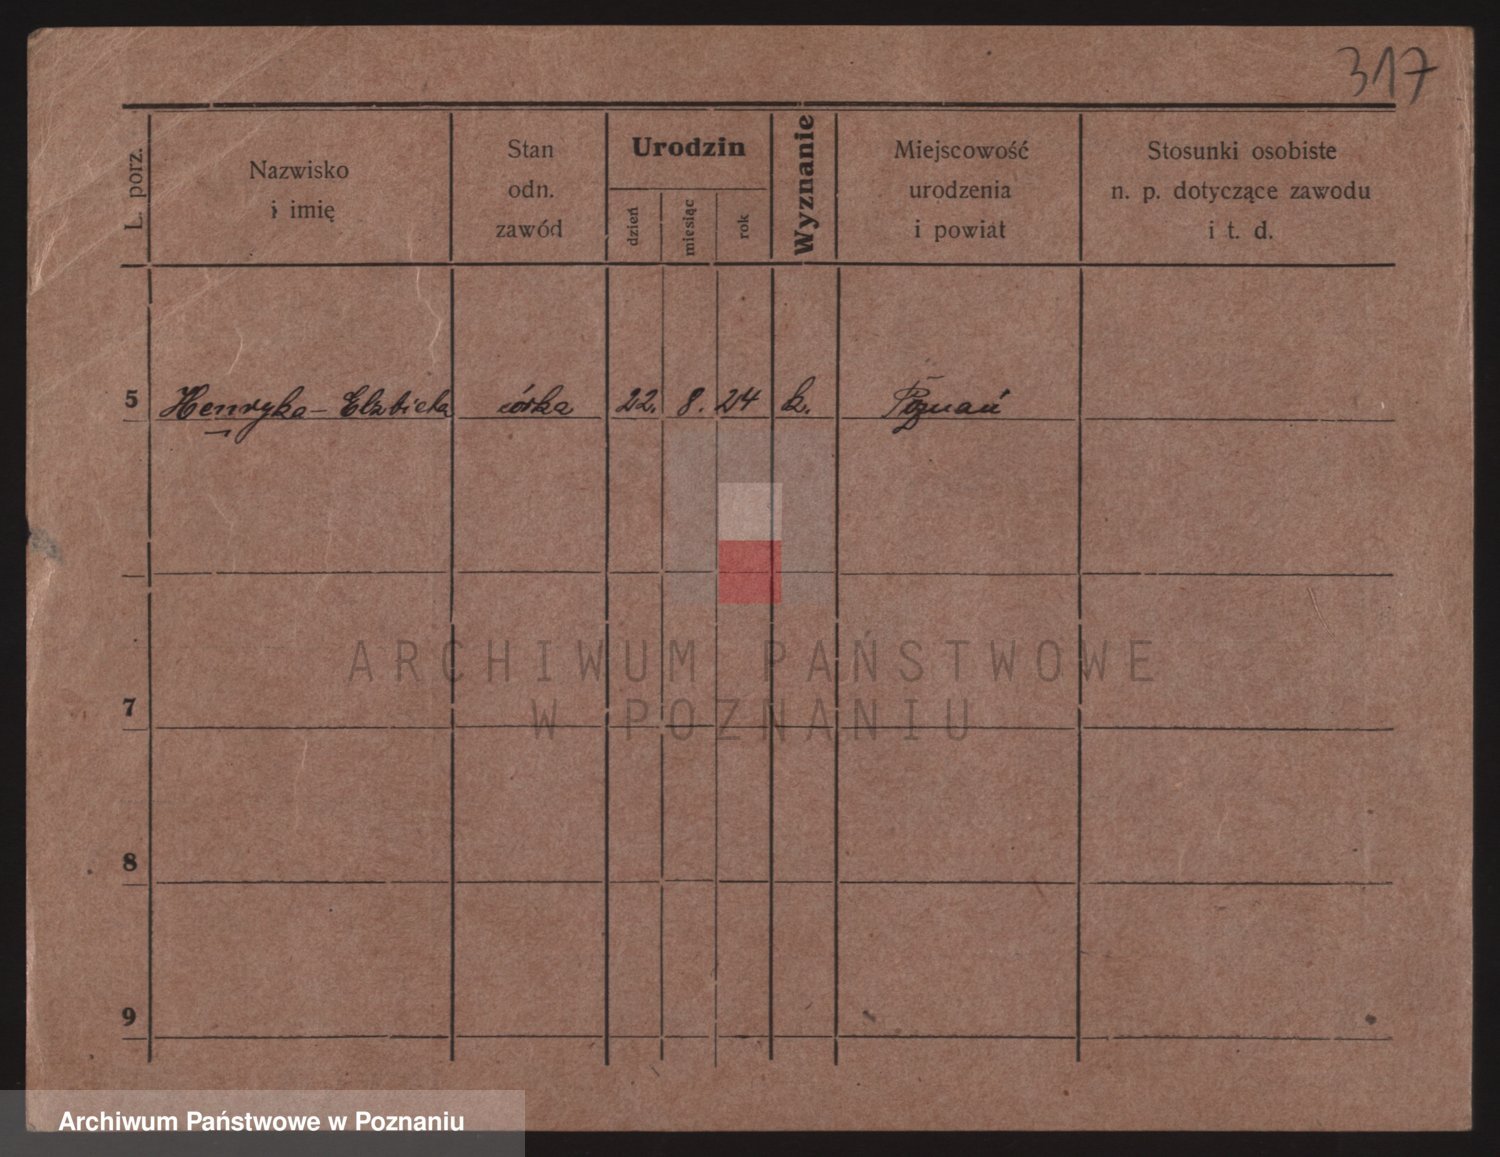 317
L. porz.
Nazwisko
i imię
Stan
odn.
zawód
Urodzin
dzień
miesiąc
rok
Wyznanie
Miejscowość
urodzenia
i powiat
Stosunki osobiste
n. p. dotyczące zawodu
i t. d.
5 Henryka - Elżbieta córka 22. 8. 24 k. Poznań
ARCHIWUM PAŃSTWOWE
W POZNANIU
7
8
9
Archiwum Państwowe w Poznaniu